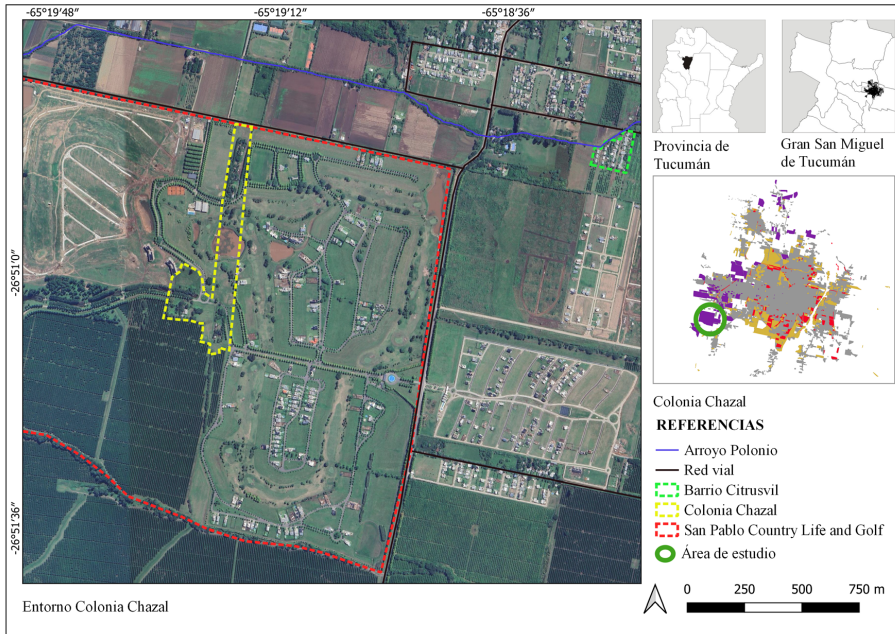 -65°19'48"
-65°19'12"
-65°18'36"
-26°51'0"
-26°51'36"
Entorno Colonia Chazal
Provincia de
Tucumán
Gran San Miguel
de Tucumán
Colonia Chazal
REFERENCIAS
Arroyo Polonio
Red vial
Barrio Citrusvil
Colonia Chazal
San Pablo Country Life and Golf
Área de estudio
0 250 500 750 m